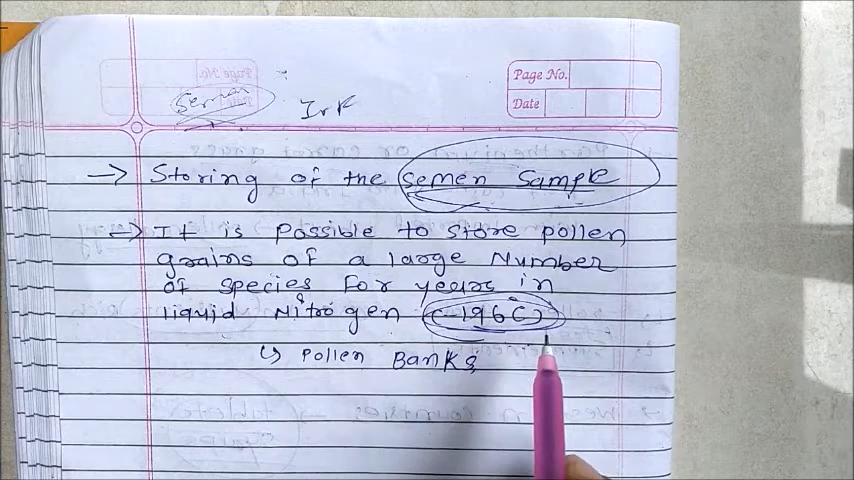 Page No.
Date
Semen
→ Storing of the semen Sample
→ It is possible to store pollen
grains of a large Number
of species for years in
liquid Nitrogen (-196C)
↳ Pollen Banks